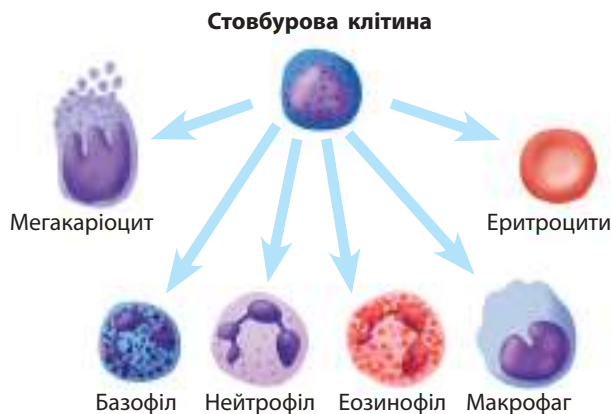 Стовбурова клітина
Мегакаріоцит
Еритроцити
Базофіл
Нейтрофіл
Еозинофіл
Макрофаг